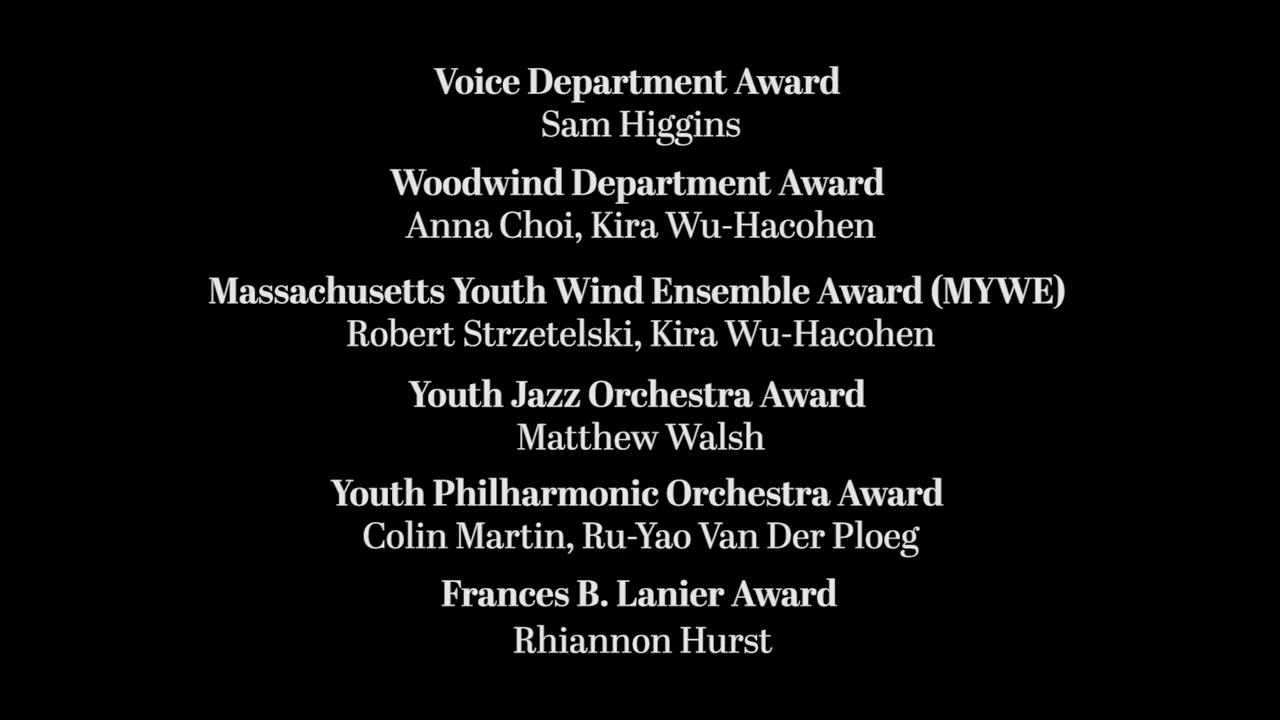 Voice Department Award
Sam Higgins
Woodwind Department Award
Anna Choi, Kira Wu-Hacohen
Massachusetts Youth Wind Ensemble Award (MYWE)
Robert Strzetelski, Kira Wu-Hacohen
Youth Jazz Orchestra Award
Matthew Walsh
Youth Philharmonic Orchestra Award
Colin Martin, Ru-Yao Van Der Ploeg
Frances B. Lanier Award
Rhiannon Hurst